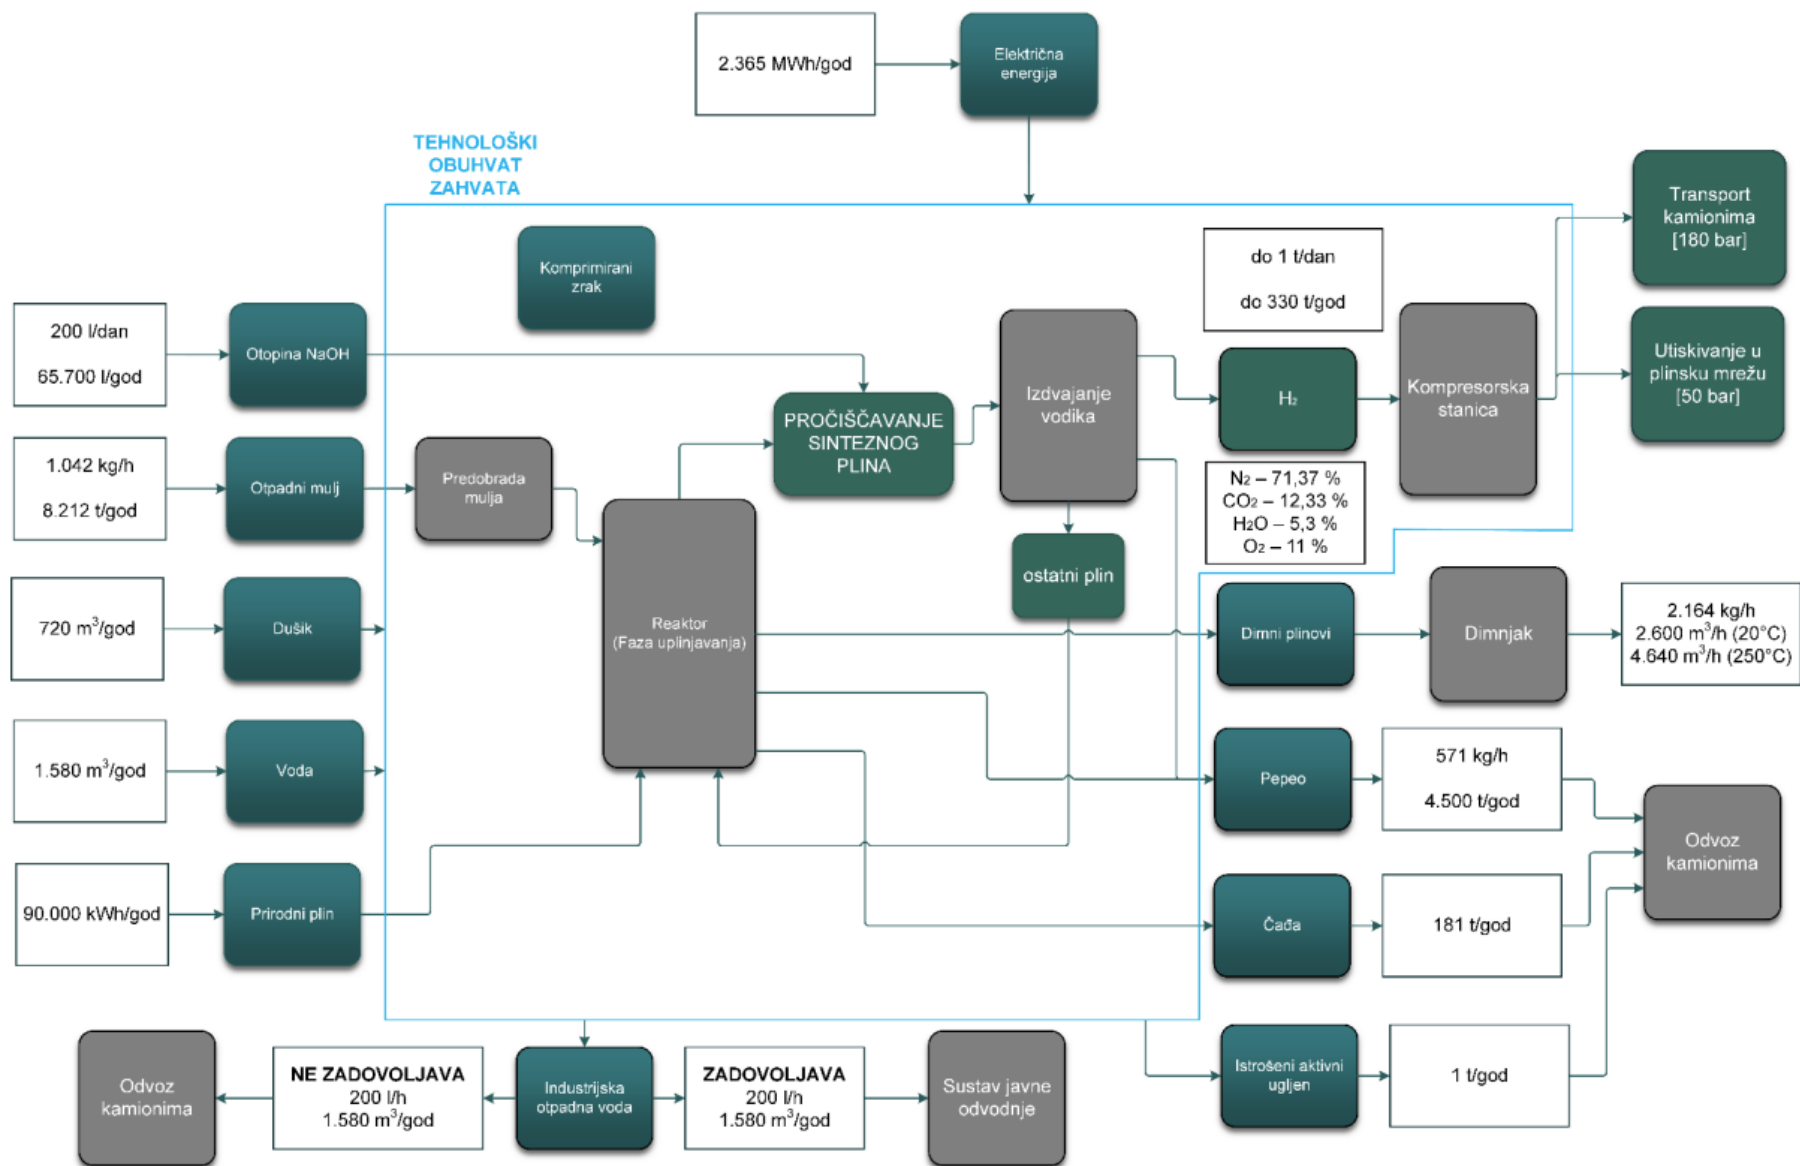 2.365 MWh/god
Električna
energija
TEHNOLOŠKI
OBUHVAT
ZAHVATA
Transport
kamionima
[180 bar]
Komprimirani
zrak
do 1 t/dan
do 330 t/god
200 l/dan
65.700 l/god
Otopina NaOH
Izdvajanje
vodika
H₂
Kompresorska
stanica
Utiskivanje u
plinsku mrežu
[50 bar]
PROČIŠČAVANJE
SINTEZNOG
PLINA
1.042 kg/h
8.212 t/god
Otpadni mulj
Predobrada
mulja
N₂ – 71,37 %
CO₂ – 12,33 %
H₂O – 5,3 %
O₂ – 11 %
ostatni plin
720 m³/god
Dušik
Reaktor
(Faza uplinjavanja)
Dimni plinovi
Dimnjak
2.164 kg/h
2.600 m³/h (20°C)
4.640 m³/h (250°C)
1.580 m³/god
Voda
Pepeo
571 kg/h
4.500 t/god
Odvoz
kamionima
90.000 kWh/god
Prirodni plin
Čađa
181 t/god
Odvoz
kamionima
NE ZADOVOLJAVA
200 l/h
1.580 m³/god
Industrijska
otpadna voda
ZADOVOLJAVA
200 l/h
1.580 m³/god
Sustav javne
odvodnje
Istrošeni aktivni
ugljen
1 t/god